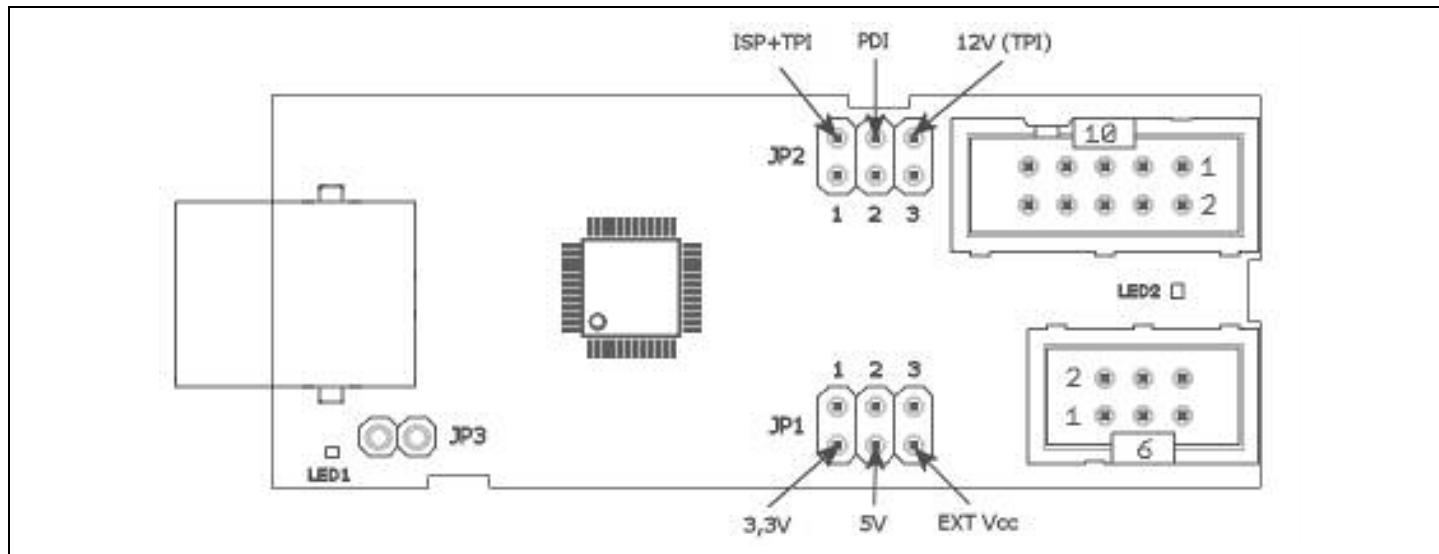 ISP+TPI PDI 12V (TPI)
10
JP2
1
2
1 2 3
LED2
1 2 3
2
1
JP3
JP1
6
LED1
3,3V 5V EXT Vcc